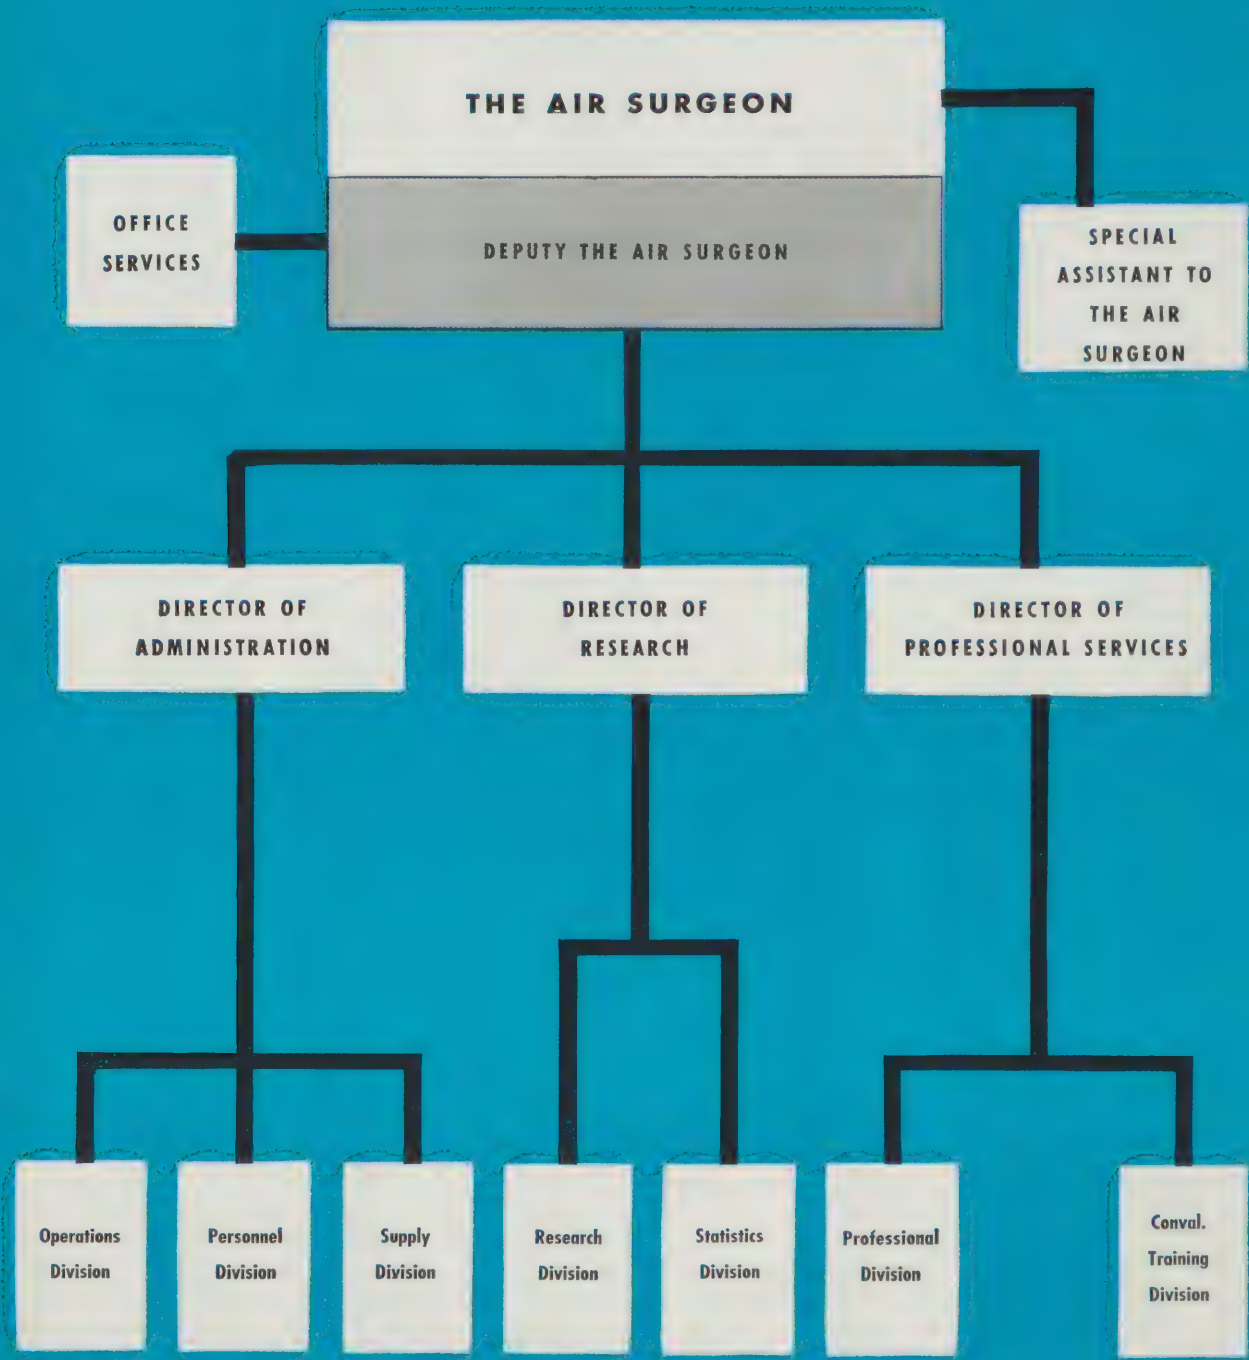 THE AIR SURGEON
OFFICE
SERVICES
DEPUTY THE AIR SURGEON
SPECIAL
ASSISTANT TO
THE AIR
SURGEON
DIRECTOR OF
ADMINISTRATION
DIRECTOR OF
RESEARCH
DIRECTOR OF
PROFESSIONAL SERVICES
Operations
Division
Personnel
Division
Supply
Division
Research
Division
Statistics
Division
Professional
Division
Conval.
Training
Division